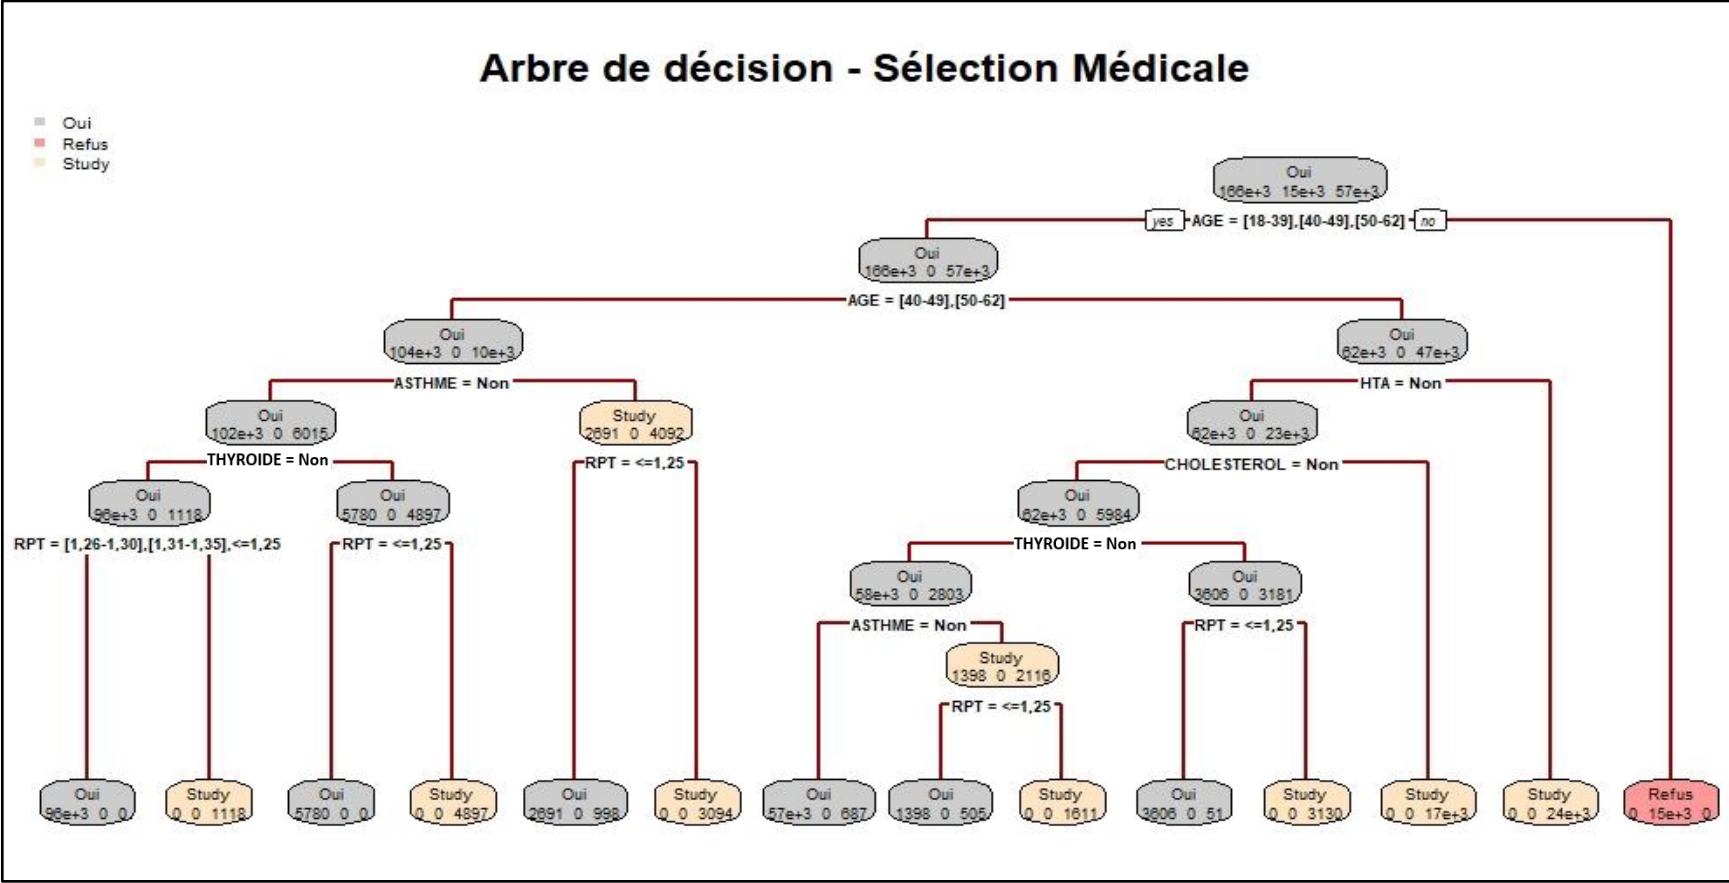 Arbre de décision - Sélection Médicale
Oui
Refus
Study
Oui
166e+3 15e+3 57e+3
yes AGE = [18-39],[40-49],[50-62] no
Oui
166e+3 0 57e+3
AGE = [40-49],[50-62]
Oui
104e+3 0 10e+3
Oui
62e+3 0 47e+3
ASTHME = Non
HTA = Non
Oui
102e+3 0 6015
Study
2691 0 4092
Oui
62e+3 0 23e+3
THYROIDE = Non
RPT = <=1,25
CHOLESTEROL = Non
Oui
96e+3 0 1118
Oui
5780 0 4897
Oui
62e+3 0 5984
RPT = [1,26-1,30],[1,31-1,35],<=1,25
RPT = <=1,25
THYROIDE = Non
Oui
58e+3 0 2803
Oui
3606 0 3181
ASTHME = Non
RPT = <=1,25
Study
1398 0 2116
RPT = <=1,25
Oui
96e+3 0 0
Study
0 0 1118
Oui
5780 0 0
Study
0 0 4897
Oui
2691 0 998
Study
0 0 3094
Oui
57e+3 0 687
Oui
1398 0 505
Study
0 0 1611
Oui
3606 0 51
Study
0 0 3130
Study
0 0 17e+3
Study
0 0 24e+3
Refus
0 15e+3 0